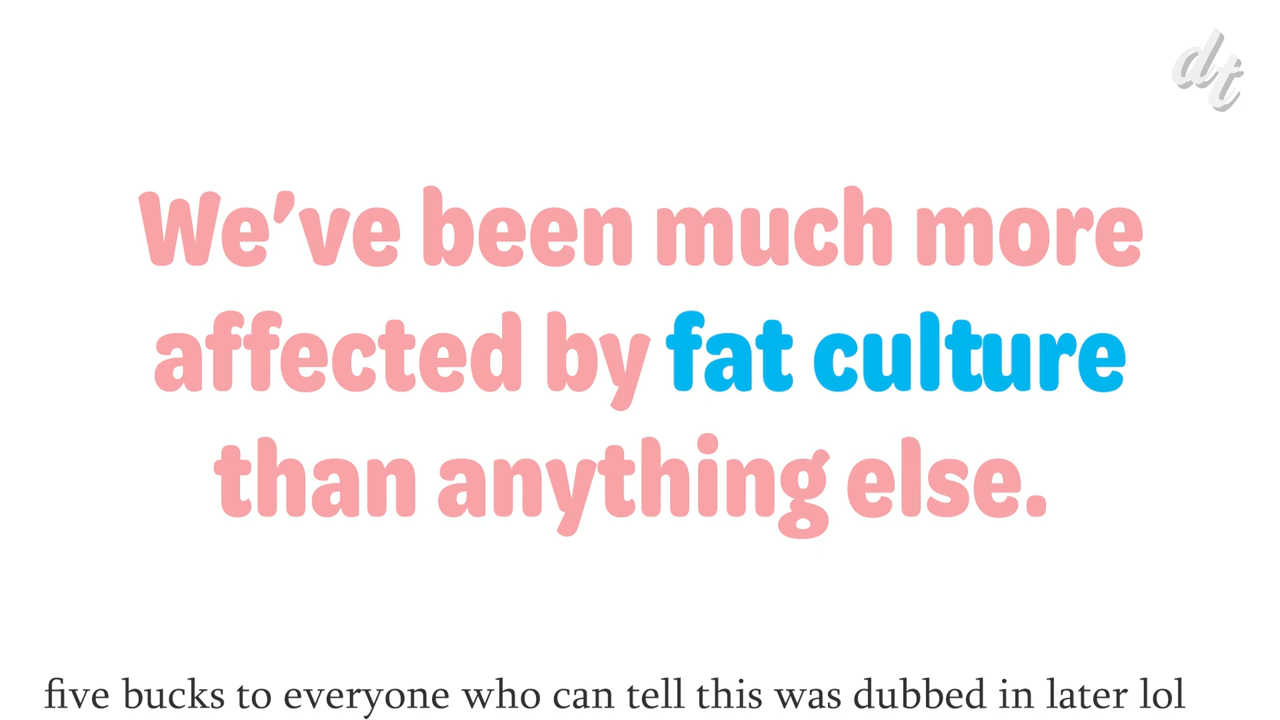 dt
We’ve been much more
affected by fat culture
than anything else.
five bucks to everyone who can tell this was dubbed in later lol